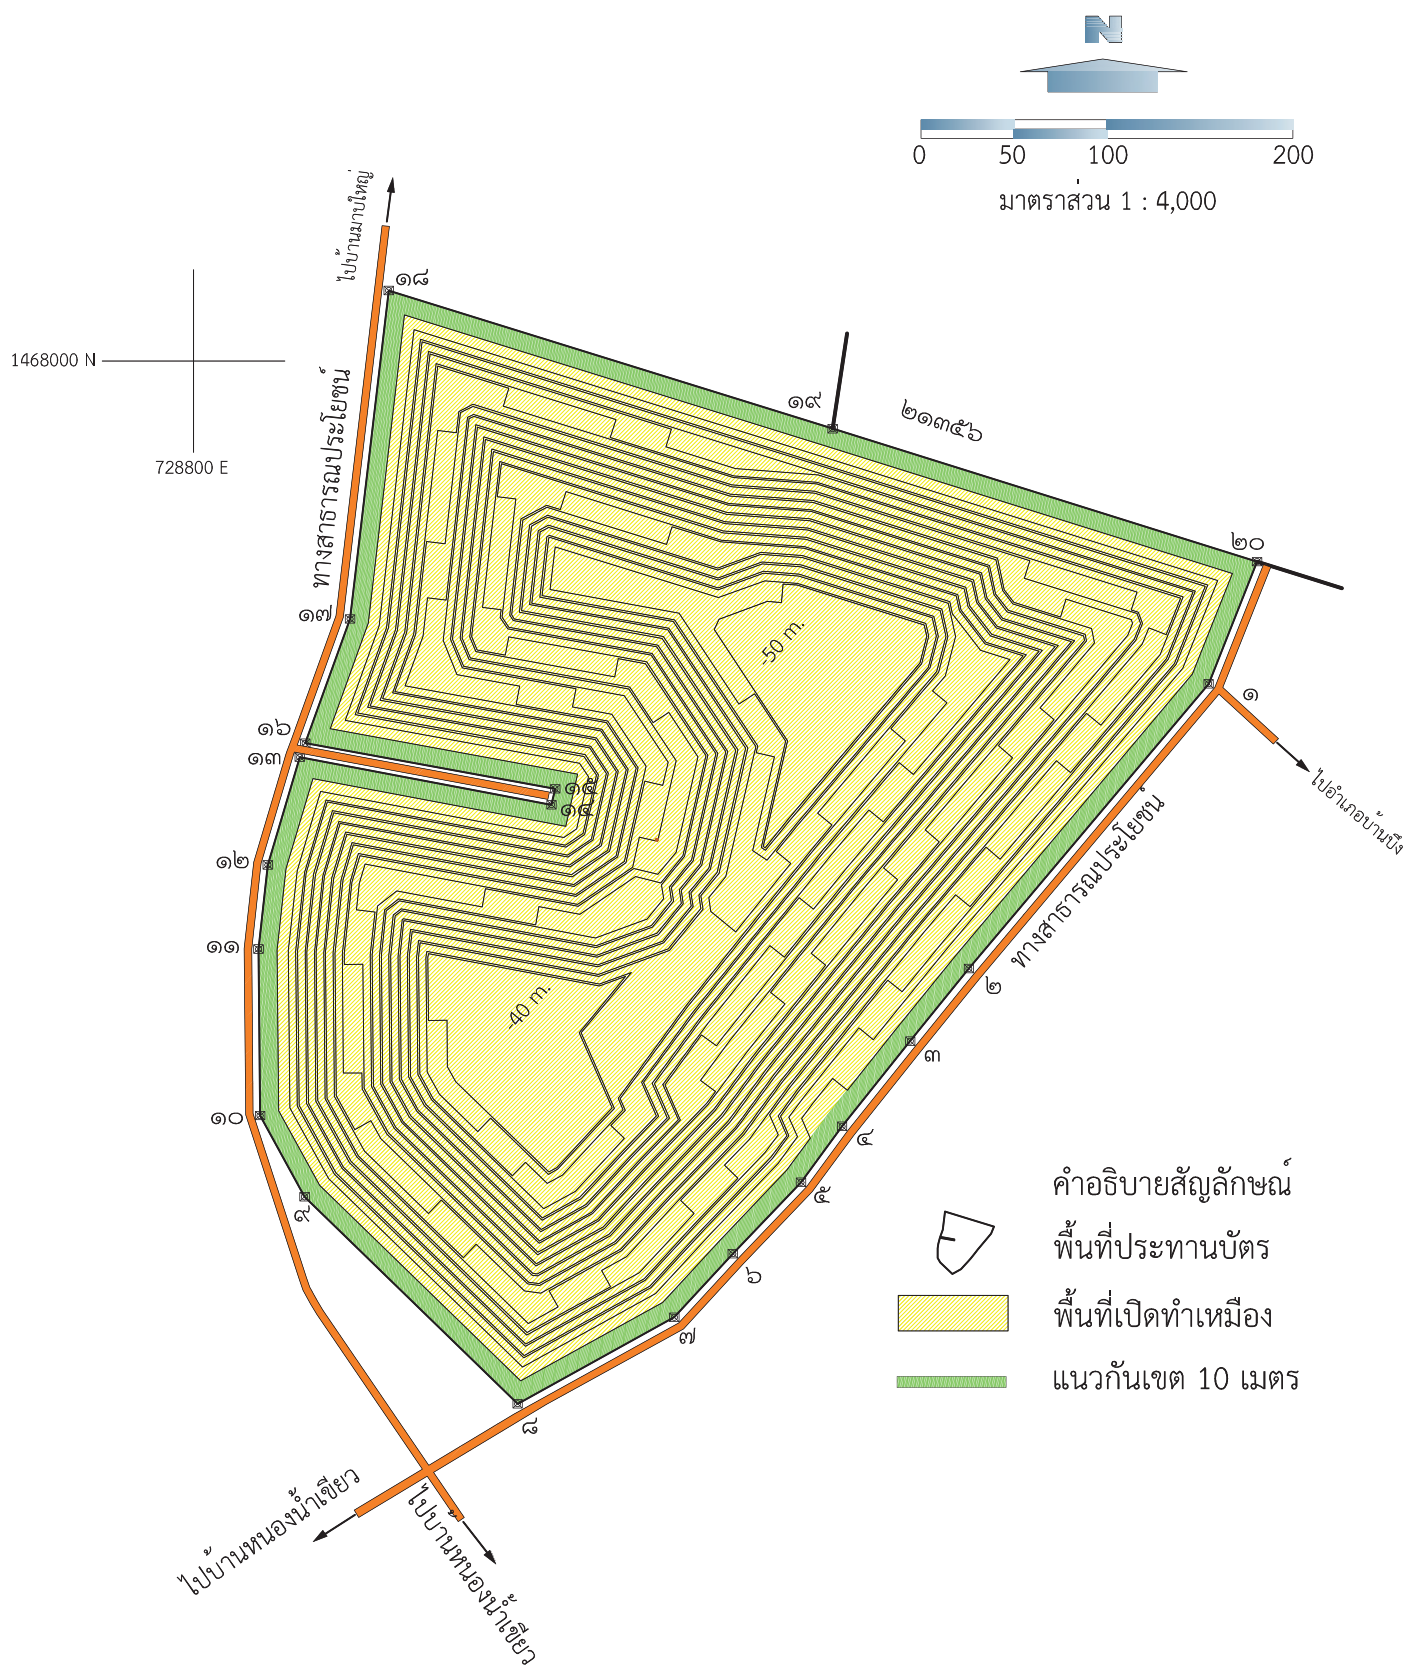 N
0 50 100 200
มาตราส่วน 1 : 4,000
ไปบ้านมาบใหญ่
๑๘
1468000 N
728800 E
ทางสาธารณประโยชน์
๑๙
๒๑๓๕๖
๒๐
๑๗
-50 m.
๑
๑๖
๑๓
๑๕
๑๔
ไปอำเภอบ้านบึง
ทางสาธารณประโยชน์
๑๒
๑๑
๒
-40 m.
๓
๑๐
๔
๕
๙
๖
๗
๘
คำอธิบายสัญลักษณ์
พื้นที่ประทานบัตร
พื้นที่เปิดทำเหมือง
แนวกันเขต 10 เมตร
ไปบ้านหนองน้ำเขียว
ไปบ้านหนองน้ำเขียว